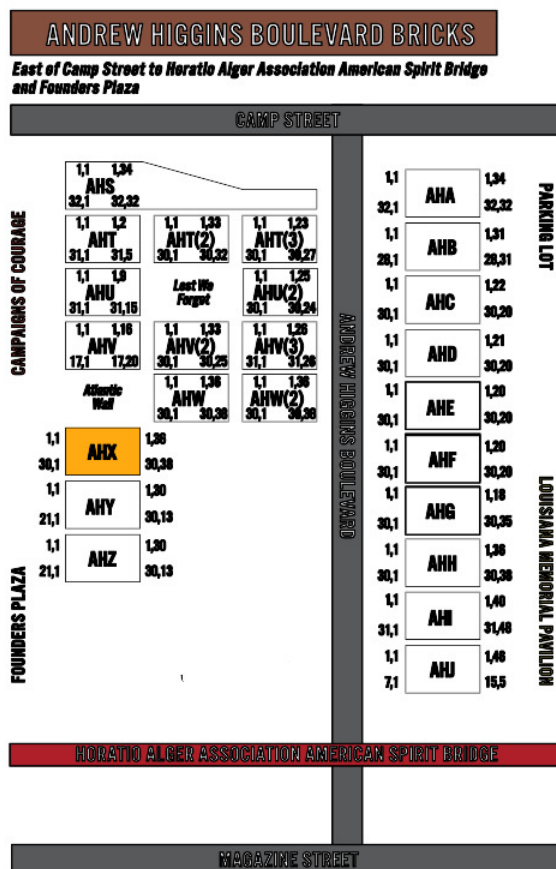 ANDREW HIGGINS BOULEVARD BRICKS
East of Camp Street to Horatio Alger Association American Spirit Bridge
and Founders Plaza
CAMP STREET
CAMPAIGNS OF COURAGE
FOUNDERS PLAZA
1,1 1,34
AHS
32,1 32,32
1,1 1,2
AHT
31,1 31,5
1,1 1,33
AHT(2)
30,1 30,32
1,1 1,23
AHT(3)
30,1 30,27
1,1 1,9
AHU
31,1 31,15
Lest We
Forget
1,1 1,25
AHU(2)
30,1 30,24
1,1 1,16
AHV
17,1 17,20
1,1 1,33
AHV(2)
30,1 30,25
1,1 1,26
AHV(3)
31,1 31,26
Atlantic
Wall
1,1 1,36
AHW
30,1 30,36
1,1 1,36
AHW(2)
30,1 36,36
1,1 1,36
AHX
30,1 30,38
1,1 1,30
AHY
21,1 30,13
1,1 1,30
AHZ
21,1 30,13
ANDREW HIGGINS BOULEVARD
1,1 1,34
AHA
32,1 32,32
1,1 1,31
AHB
28,1 28,31
1,1 1,22
AHC
30,1 30,20
1,1 1,21
AHD
30,1 30,20
1,1 1,20
AHE
30,1 30,20
1,1 1,20
AHF
30,1 30,20
1,1 1,18
AHG
30,1 30,35
1,1 1,36
AHH
30,1 30,38
1,1 1,40
AHI
31,1 31,48
1,1 1,48
AHJ
7,1 15,5
PARKING LOT
LOUISIANA MEMORIAL PAVILION
HORATIO ALGER ASSOCIATION AMERICAN SPIRIT BRIDGE
MAGAZINE STREET